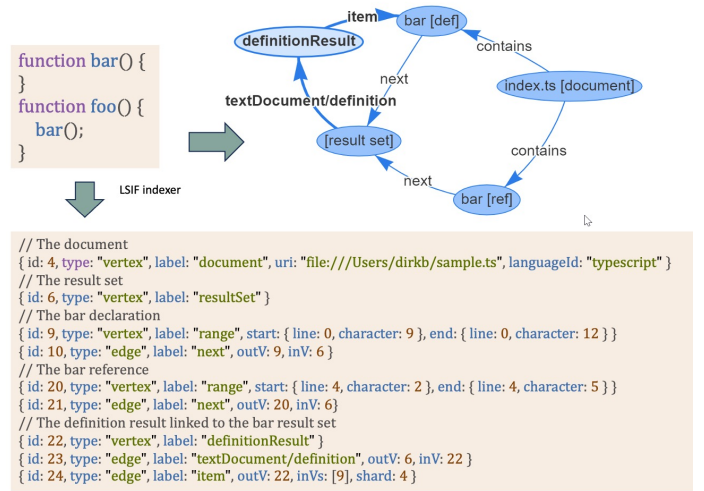 function bar() {
}
function foo() {
bar();
}
LSIF indexer
item
bar [def]
definitionResult
contains
next
index.ts [document]
textDocument/definition
[result set]
contains
next
bar [ref]
// The document
{ id: 4, type: "vertex", label: "document", uri: "file:///Users/dirkb/sample.ts", languageId: "typescript" }
// The result set
{ id: 6, type: "vertex", label: "resultSet" }
// The bar declaration
{ id: 9, type: "vertex", label: "range", start: { line: 0, character: 9 }, end: { line: 0, character: 12 } }
{ id: 10, type: "edge", label: "next", outV: 9, inV: 6 }
// The bar reference
{ id: 20, type: "vertex", label: "range", start: { line: 4, character: 2 }, end: { line: 4, character: 5 } }
{ id: 21, type: "edge", label: "next", outV: 20, inV: 6}
// The definition result linked to the bar result set
{ id: 22, type: "vertex", label: "definitionResult" }
{ id: 23, type: "edge", label: "textDocument/definition", outV: 6, inV: 22 }
{ id: 24, type: "edge", label: "item", outV: 22, inVs: [9], shard: 4 }